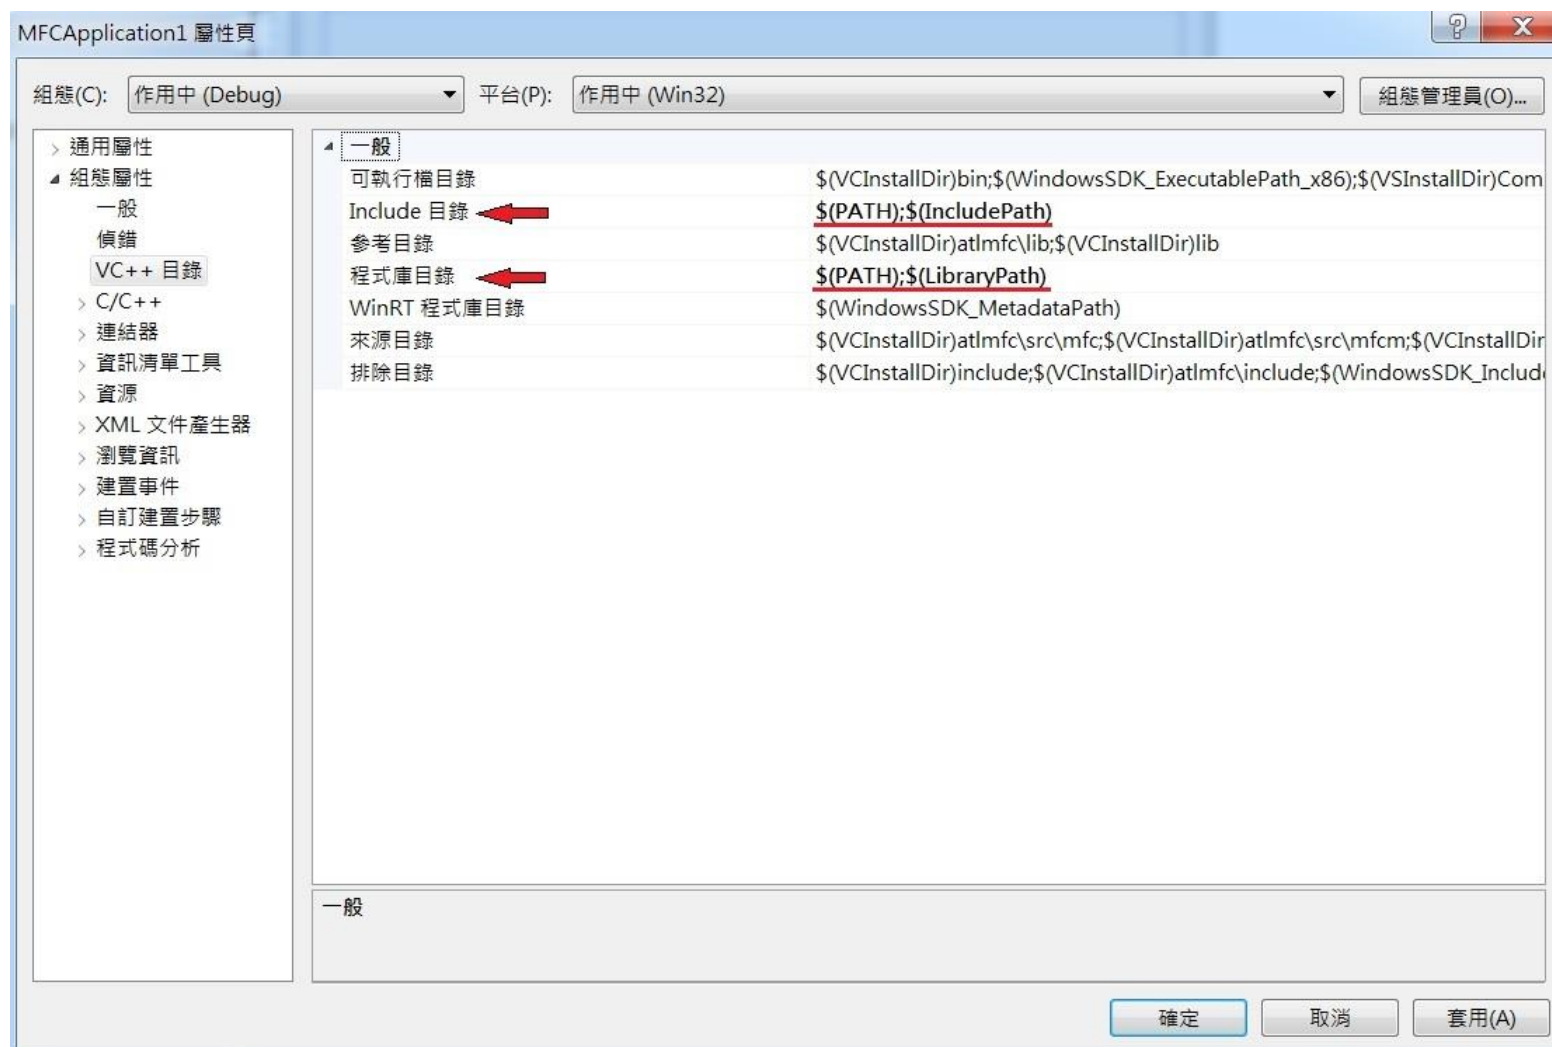 MFCApplication1 屬性頁
組態(C): 作用中 (Debug) 平台(P): 作用中 (Win32) 組態管理員(O)...
通用屬性
組態屬性
一般
偵錯
VC++ 目錄
C/C++
連結器
資訊清單工具
資源
XML 文件產生器
瀏覽資訊
建置事件
自訂建置步驟
程式碼分析
一般
可執行檔目錄 $(VCInstallDir)bin;$(WindowsSDK_ExecutablePath_x86);$(VSInstallDir)Com
Include 目錄 $(PATH);$(IncludePath)
參考目錄 $(VCInstallDir)atlmfc\lib;$(VCInstallDir)lib
程式庫目錄 $(PATH);$(LibraryPath)
WinRT 程式庫目錄 $(WindowsSDK_MetadataPath)
來源目錄 $(VCInstallDir)atlmfc\src\mfc;$(VCInstallDir)atlmfc\src\mfcm;$(VCInstallDir
排除目錄 $(VCInstallDir)include;$(VCInstallDir)atlmfc\include;$(WindowsSDK_Includ
一般
確定 取消 套用(A)